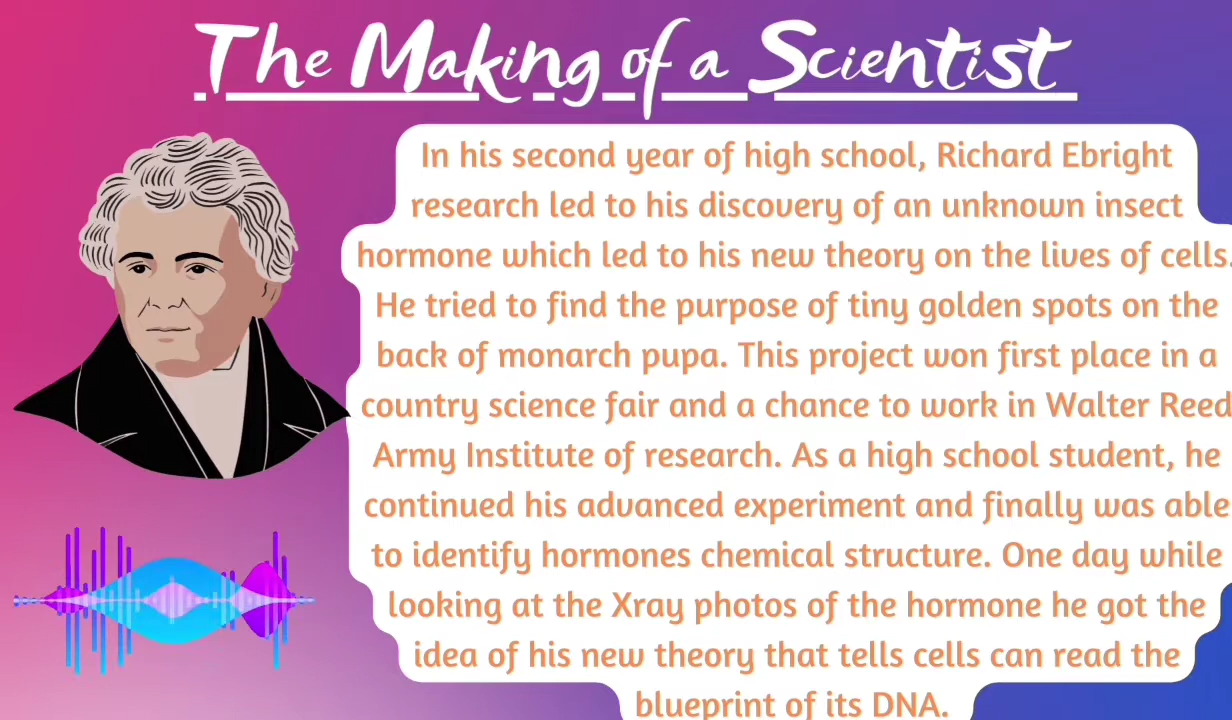 The Making of a Scientist
In his second year of high school, Richard Ebright
research led to his discovery of an unknown insect
hormone which led to his new theory on the lives of cells.
He tried to find the purpose of tiny golden spots on the
back of monarch pupa. This project won first place in a
country science fair and a chance to work in Walter Reed
Army Institute of research. As a high school student, he
continued his advanced experiment and finally was able
to identify hormones chemical structure. One day while
looking at the Xray photos of the hormone he got the
idea of his new theory that tells cells can read the
blueprint of its DNA.